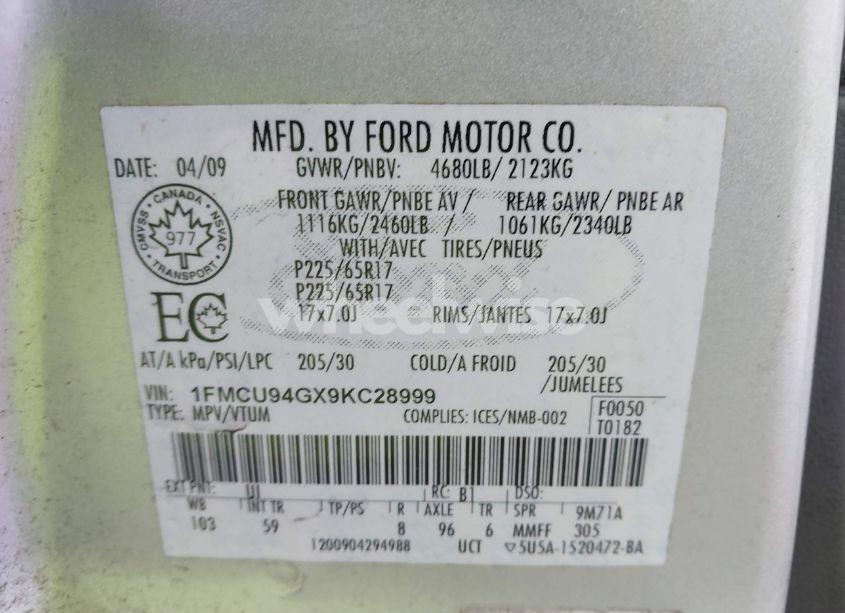 MFD. BY FORD MOTOR CO.
DATE: 04/09 GVWR/PNBV: 4680LB/ 2123KG
FRONT GAWR/PNBE AV / REAR GAWR/ PNBE AR
1116KG/2460LB / 1061KG/2340LB
WITH/AVEC TIRES/PNEUS
CMVSS · CANADA · NSVAC
977
TRANSPORT
P225/65R17
P225/65R17
EC
17x7.0J RIMS/JANTES 17x7.0J
wheelwise
AT/A kPa/PSI/LPC 205/30 COLD/A FROID 205/30
/JUMELEES
VIN: 1FMCU94GX9KC28999
TYPE: MPV/VTUM COMPLIES: ICES/NMB-002
F0050
T0182
EXT PNT: U1 RC: B1 DSO:
WB INT TR TP/PS R AXLE TR SPR 9M71A
103 59 8 96 6 MMFF 305
1200904294988 UCT 5U5A-1520472-BA